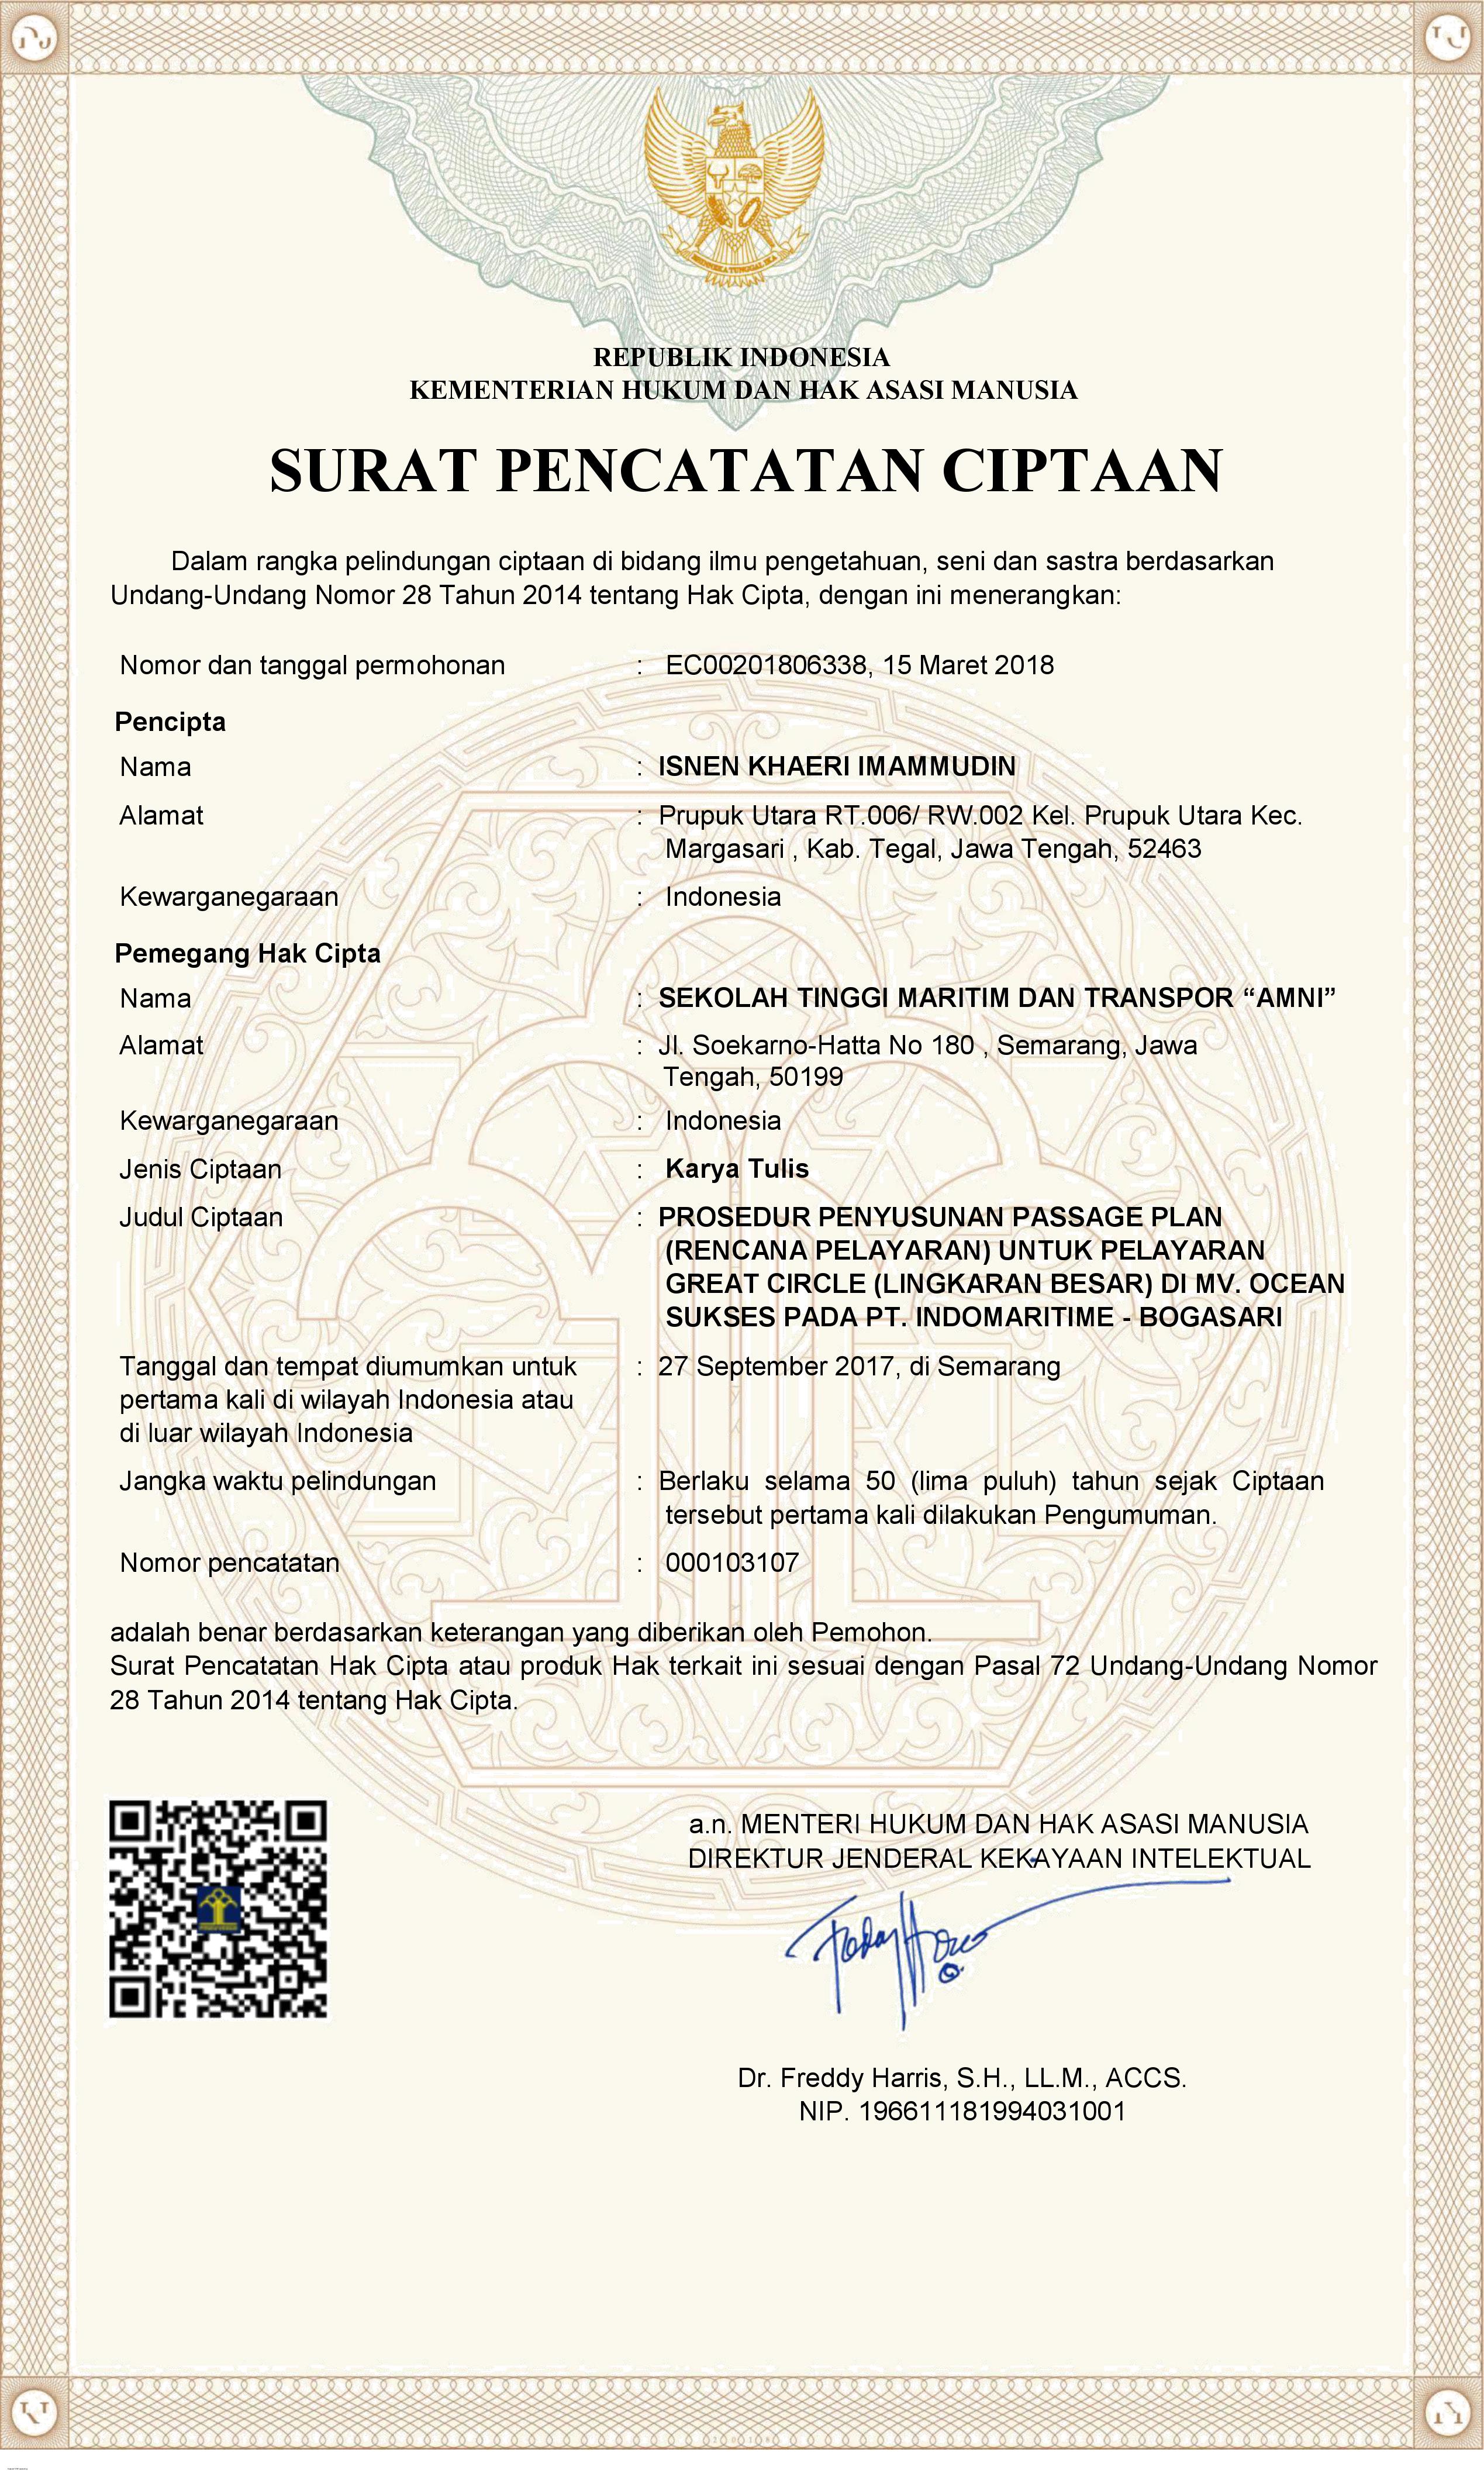 REPUBLIK INDONESIA
KEMENTERIAN HUKUM DAN HAK ASASI MANUSIA
SURAT PENCATATAN CIPTAAN
Dalam rangka pelindungan ciptaan di bidang ilmu pengetahuan, seni dan sastra berdasarkan
Undang-Undang Nomor 28 Tahun 2014 tentang Hak Cipta, dengan ini menerangkan:
Nomor dan tanggal permohonan : EC00201806338, 15 Maret 2018
Pencipta
Nama : ISNEN KHAERI IMAMMUDIN
Alamat : Prupuk Utara RT.006/ RW.002 Kel. Prupuk Utara Kec.
Margasari , Kab. Tegal, Jawa Tengah, 52463
Kewarganegaraan : Indonesia
Pemegang Hak Cipta
Nama : SEKOLAH TINGGI MARITIM DAN TRANSPOR “AMNI”
Alamat : Jl. Soekarno-Hatta No 180 , Semarang, Jawa
Tengah, 50199
Kewarganegaraan : Indonesia
Jenis Ciptaan : Karya Tulis
Judul Ciptaan : PROSEDUR PENYUSUNAN PASSAGE PLAN
(RENCANA PELAYARAN) UNTUK PELAYARAN
GREAT CIRCLE (LINGKARAN BESAR) DI MV. OCEAN
SUKSES PADA PT. INDOMARITIME - BOGASARI
Tanggal dan tempat diumumkan untuk : 27 September 2017, di Semarang
pertama kali di wilayah Indonesia atau
di luar wilayah Indonesia
Jangka waktu pelindungan : Berlaku selama 50 (lima puluh) tahun sejak Ciptaan
tersebut pertama kali dilakukan Pengumuman.
Nomor pencatatan : 000103107
adalah benar berdasarkan keterangan yang diberikan oleh Pemohon.
Surat Pencatatan Hak Cipta atau produk Hak terkait ini sesuai dengan Pasal 72 Undang-Undang Nomor
28 Tahun 2014 tentang Hak Cipta.
a.n. MENTERI HUKUM DAN HAK ASASI MANUSIA
DIREKTUR JENDERAL KEKAYAAN INTELEKTUAL
Dr. Freddy Harris, S.H., LL.M., ACCS.
NIP. 196611181994031001